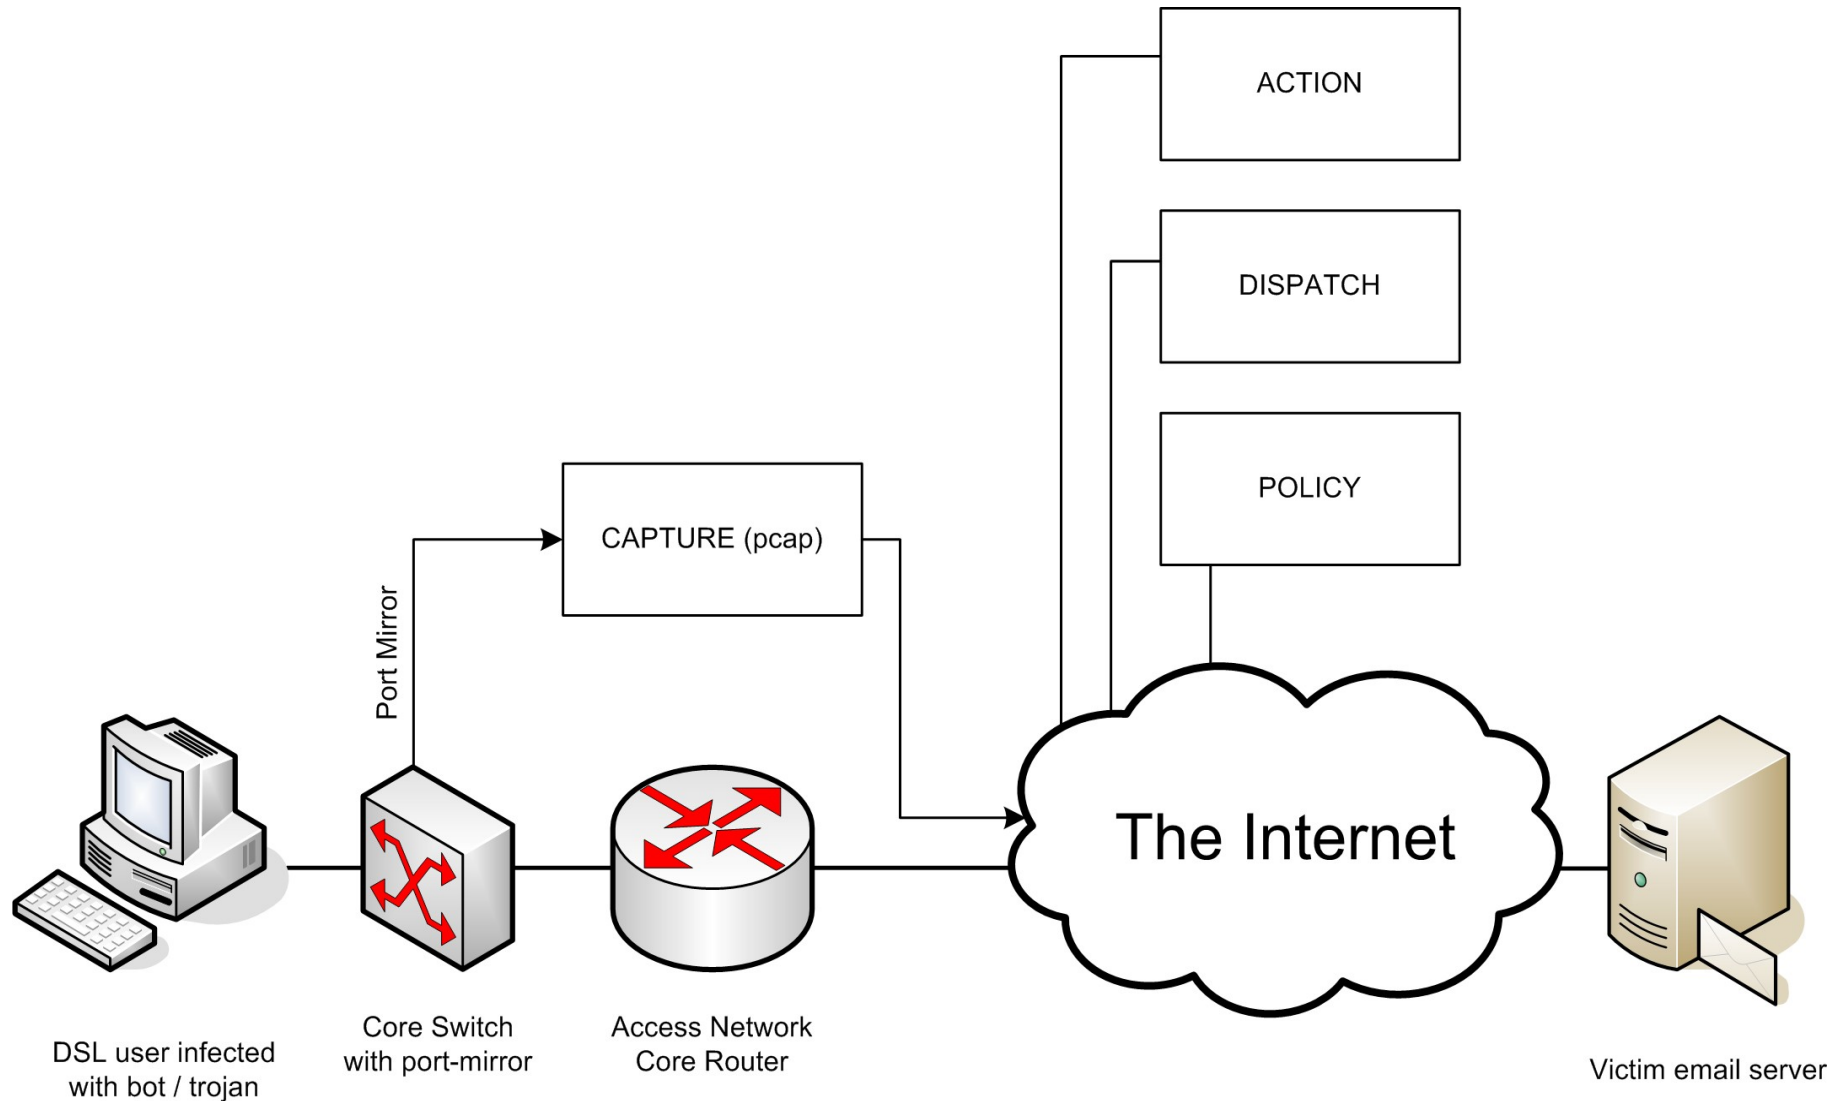 ACTION
DISPATCH
POLICY
CAPTURE (pcap)
Port Mirror
The Internet
DSL user infected
with bot / trojan
Core Switch
with port-mirror
Access Network
Core Router
Victim email server